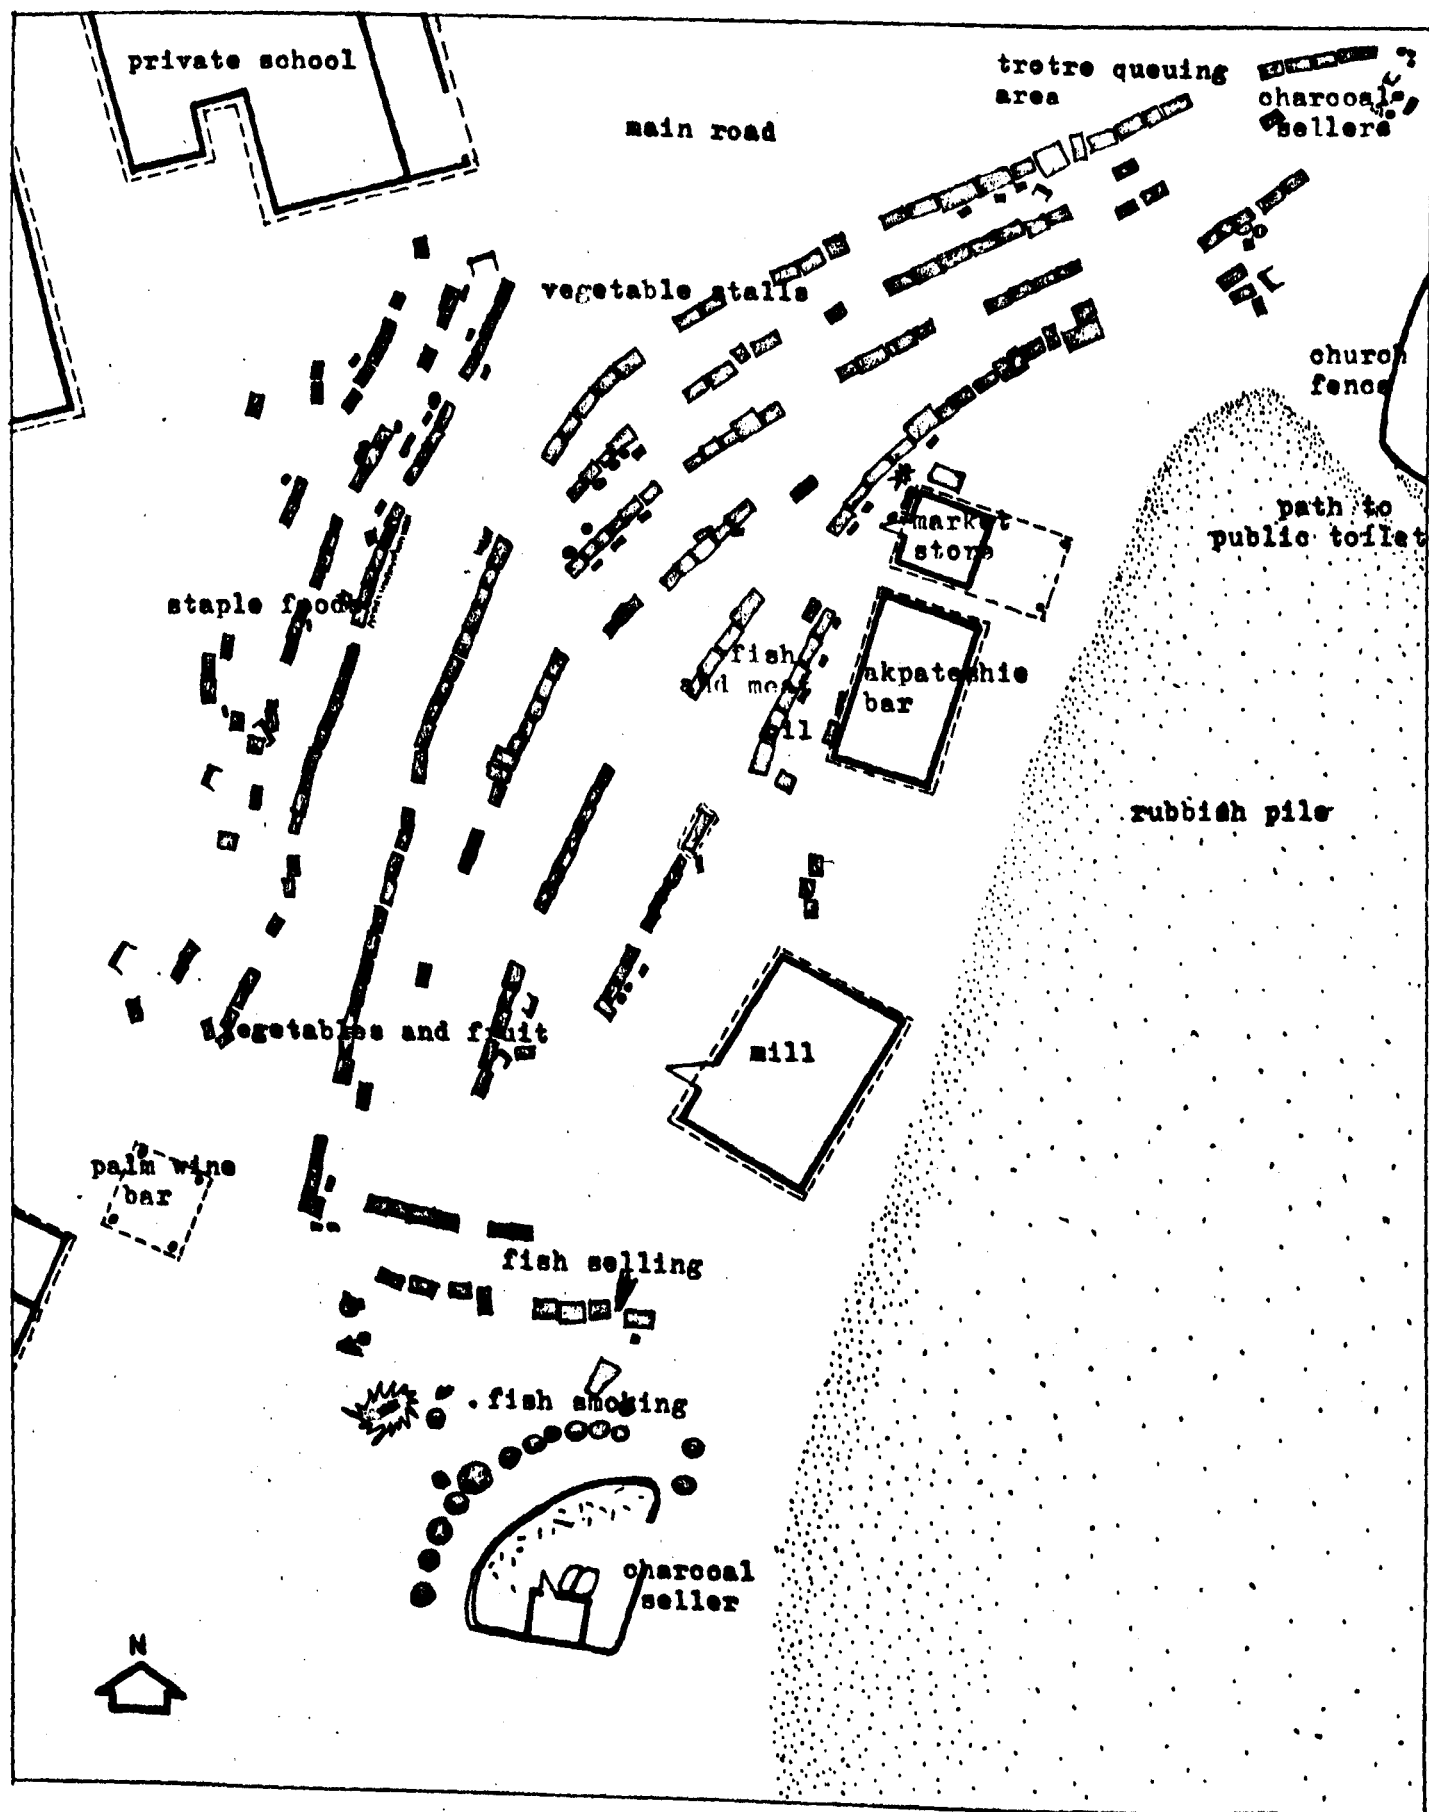 private school
main road
tretre queuing
area
charcoal
sellers
vegetable stalls
church
fence
market
store
path to
public toilet
staple foods
fish
and meat
akpateshie
bar
rubbish pile
vegetables and fruit
mill
palm wine
bar
fish selling
fish smoking
charcoal
seller
N